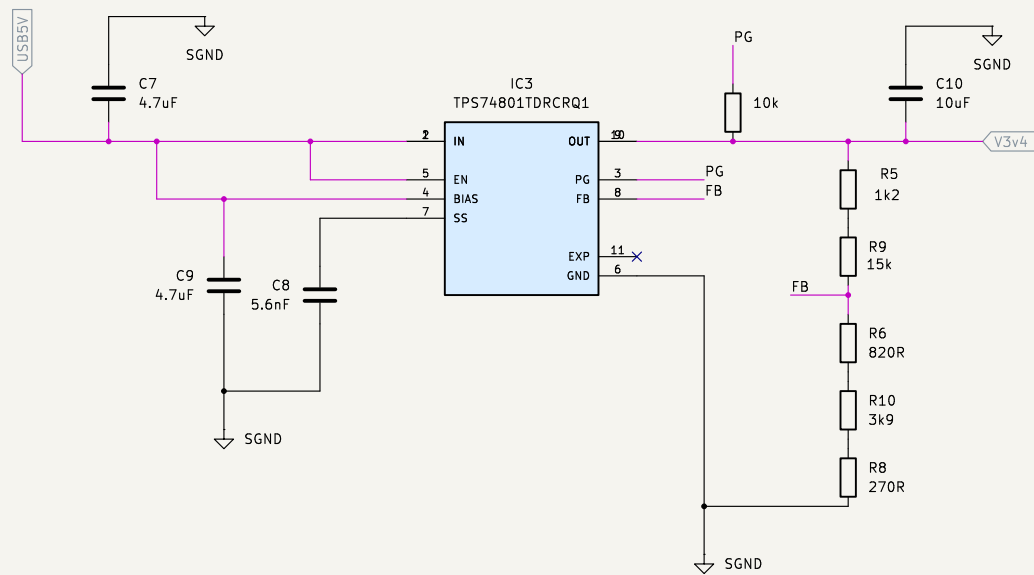 USB5V
SGND
C7
4.7uF
IC3
TPS74801TDRCRQ1
PG
10k
C10
10uF
SGND
IN
OUT
V3v4
5
EN
PG
3
PG
4
BIAS
FB
8
FB
7
SS
R5
1k2
EXP
11
GND
6
R9
15k
C9
4.7uF
C8
5.6nF
FB
R6
820R
R10
3k9
SGND
R8
270R
SGND